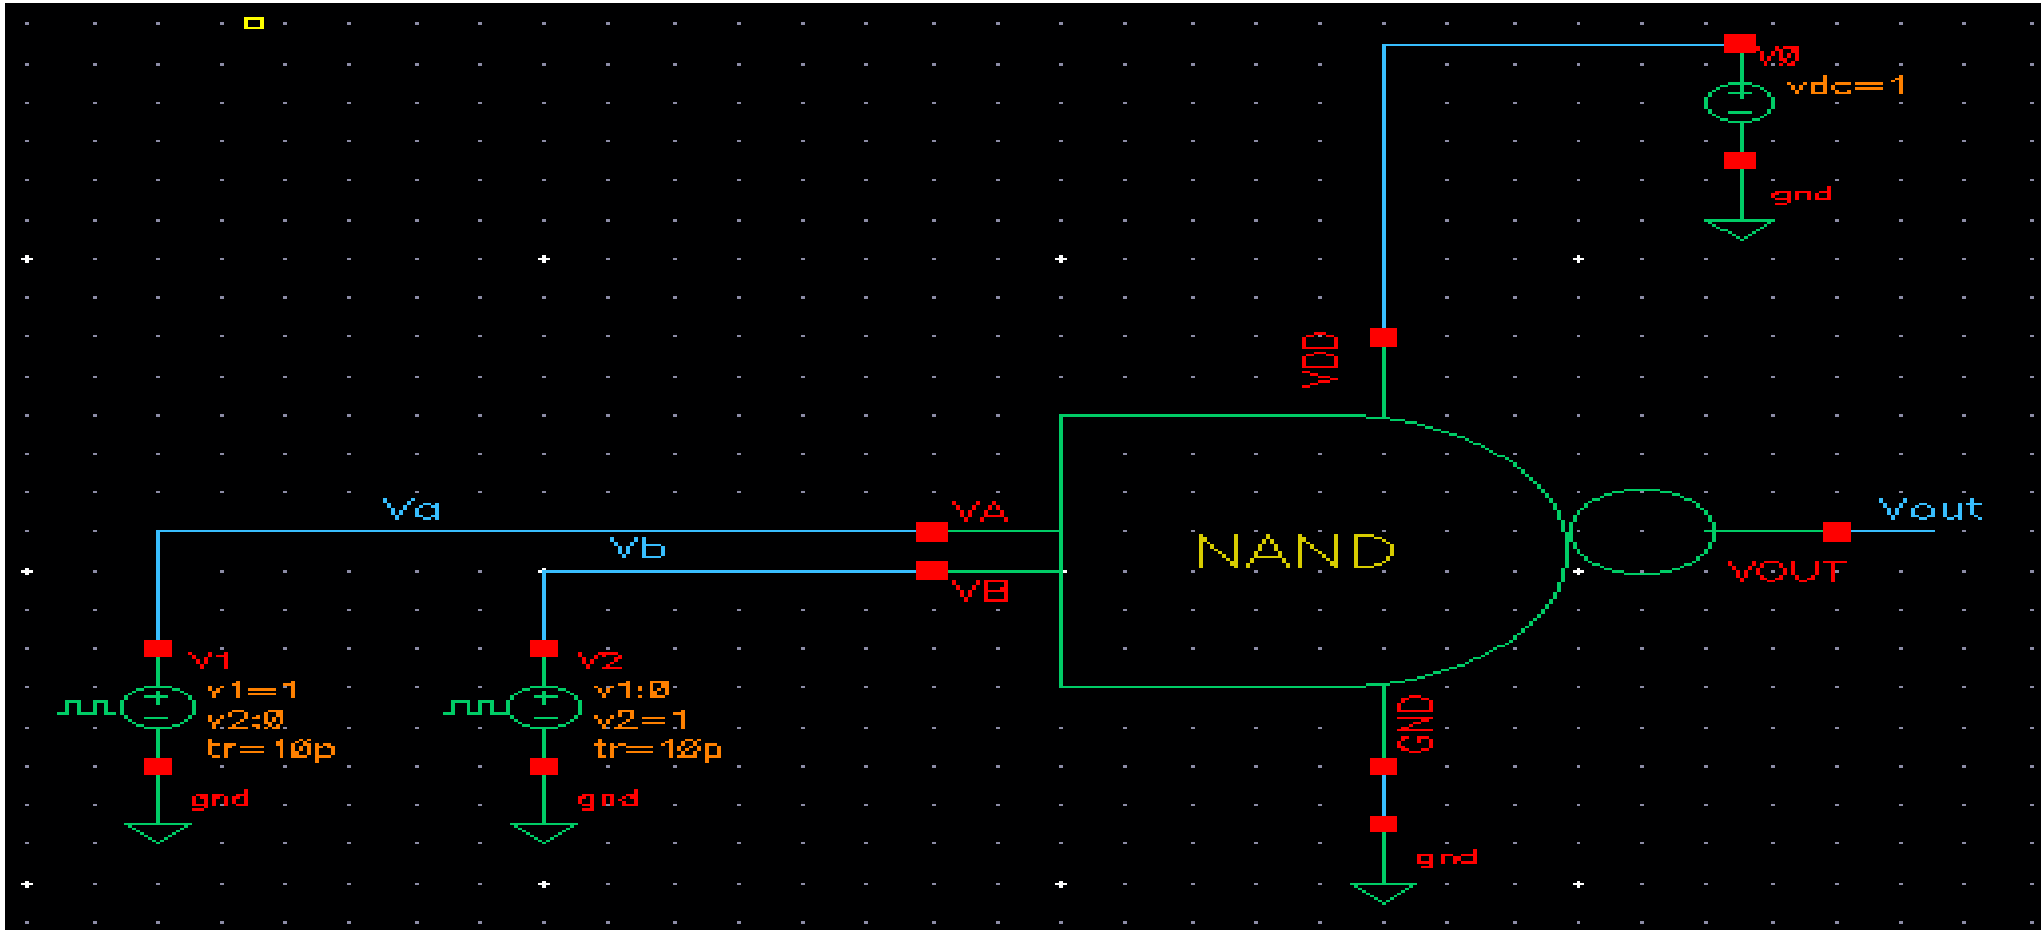 V0
vdc=1
gnd
VDD
Va
VA
Vout
Vb
NAND
VB
VOUT
V1
v1=1
v2:0
tr=10p
gnd
V2
v1:0
v2=1
tr=10p
gnd
GND
gnd